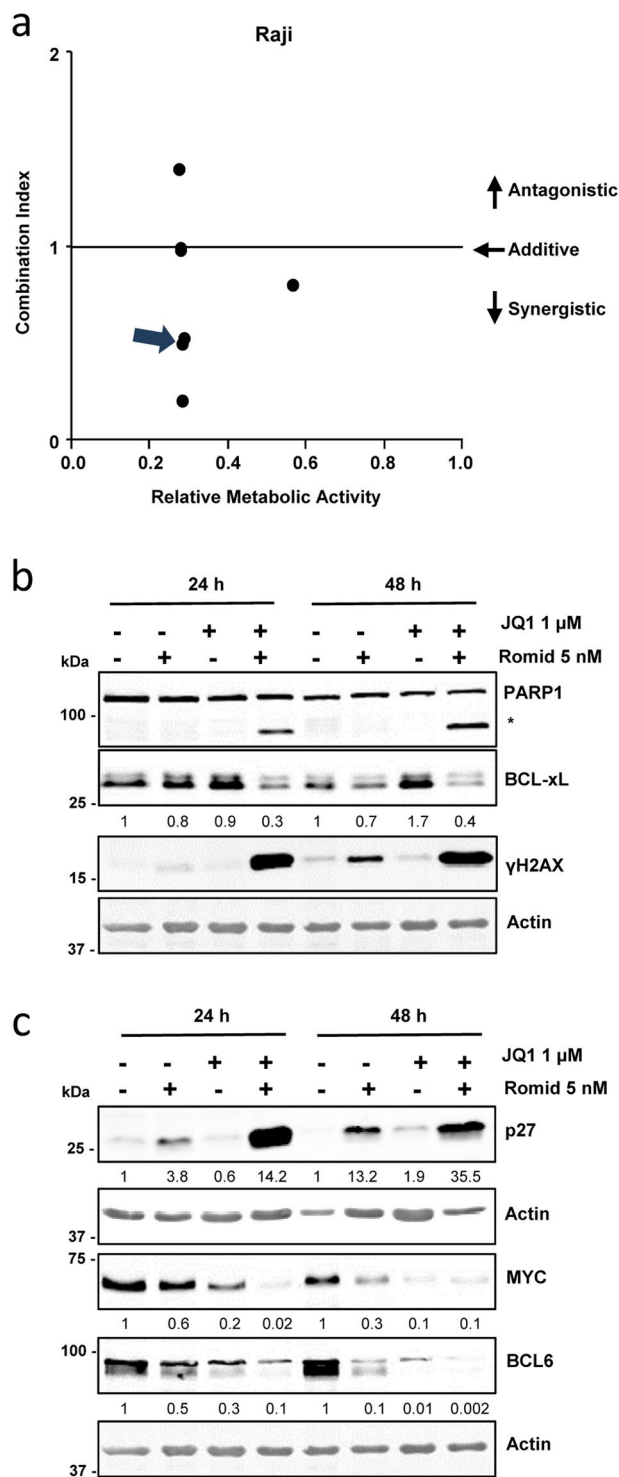 a
Raji
2
1
0
Combination Index
0.0 0.2 0.4 0.6 0.8 1.0
Relative Metabolic Activity
Antagonistic
Additive
Synergistic
b
24 h 48 h
- - + + - - + + JQ1 1 µM
kDa - + - + - + - + Romid 5 nM
PARP1
100 -
*
BCL-xL
25 -
1 0.8 0.9 0.3 1 0.7 1.7 0.4
γH2AX
15 -
Actin
37 -
c
24 h 48 h
- - + + - - + + JQ1 1 µM
kDa - + - + - + - + Romid 5 nM
p27
25 -
1 3.8 0.6 14.2 1 13.2 1.9 35.5
Actin
37 -
75 -
MYC
1 0.6 0.2 0.02 1 0.3 0.1 0.1
100 -
BCL6
1 0.5 0.3 0.1 1 0.1 0.01 0.002
Actin
37 -